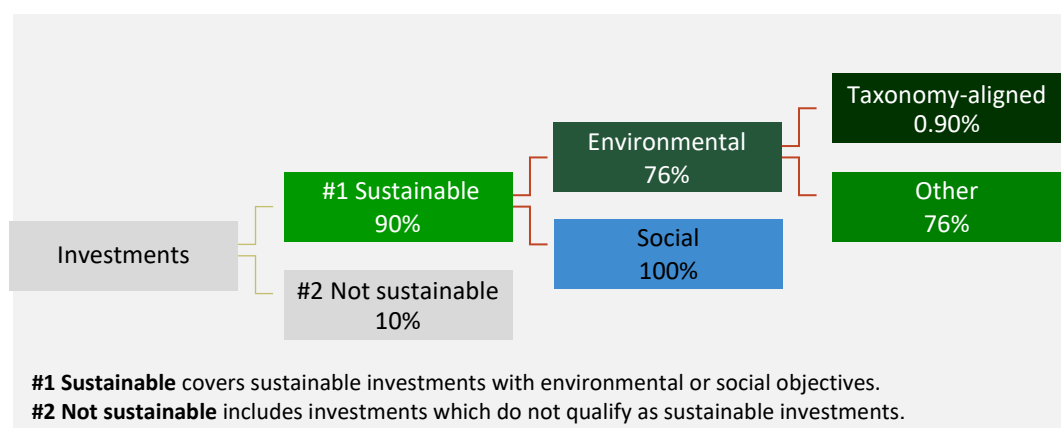 Investments
#1 Sustainable
90%
#2 Not sustainable
10%
Environmental
76%
Social
100%
Taxonomy-aligned
0.90%
Other
76%
#1 Sustainable covers sustainable investments with environmental or social objectives.
#2 Not sustainable includes investments which do not qualify as sustainable investments.